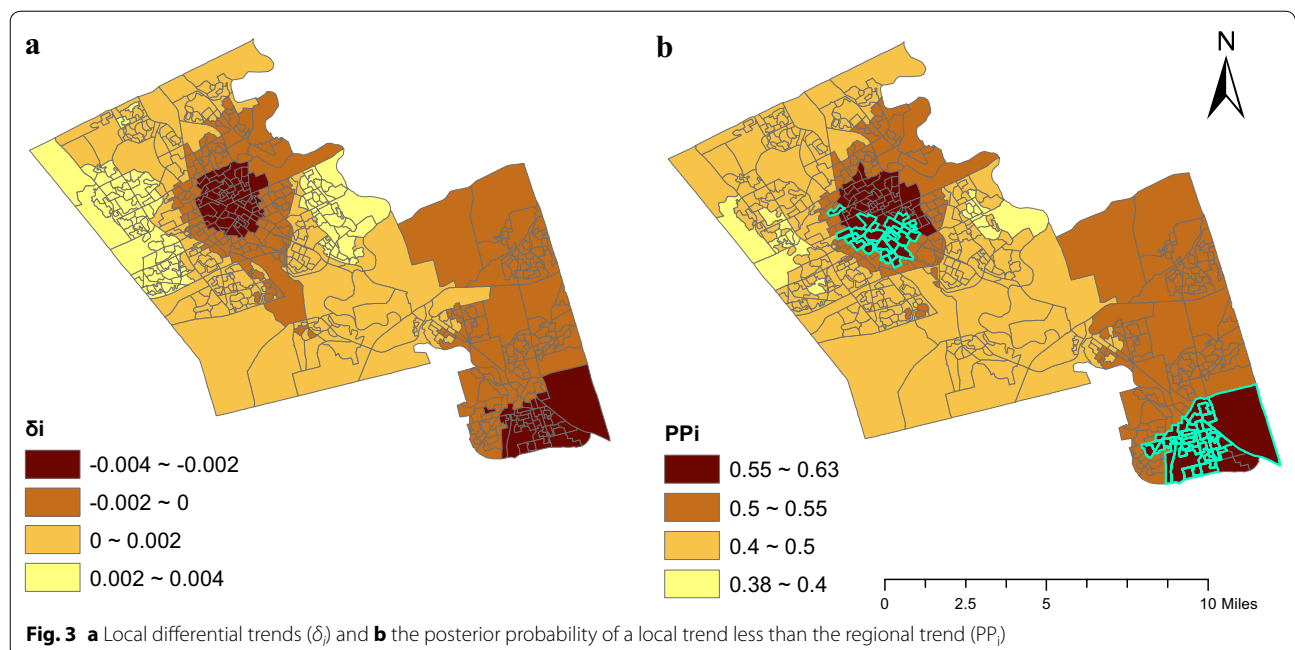 a
b
N
δi
-0.004 ~ -0.002
-0.002 ~ 0
0 ~ 0.002
0.002 ~ 0.004
PPi
0.55 ~ 0.63
0.5 ~ 0.55
0.4 ~ 0.5
0.38 ~ 0.4
0 2.5 5 10 Miles
Fig. 3 a Local differential trends (δi) and b the posterior probability of a local trend less than the regional trend (PPi)